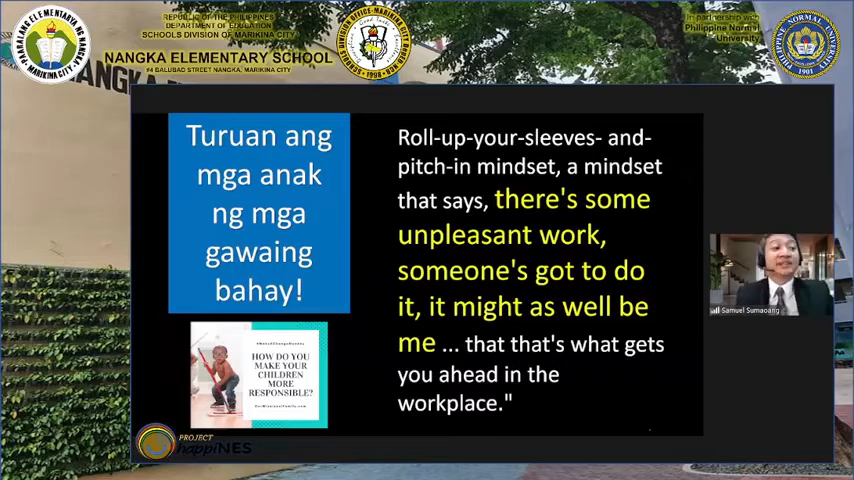 REPUBLIC OF THE PHILIPPINES
DEPARTMENT OF EDUCATION
SCHOOLS DIVISION OF MARIKINA CITY
NANGKA ELEMENTARY SCHOOL
#4 BALUBAD STREET NANGKA, MARIKINA CITY
In partnership with
Philippine Normal
University
Turuan ang
mga anak
ng mga
gawaing
bahay!
Roll-up-your-sleeves- and-
pitch-in mindset, a mindset
that says, there's some
unpleasant work,
someone's got to do
it, it might as well be
me ... that that's what gets
you ahead in the
workplace."
HOW DO YOU
MAKE YOUR
CHILDREN
MORE
RESPONSIBLE?
Samuel Sumaoang
PROJECT
happiNES